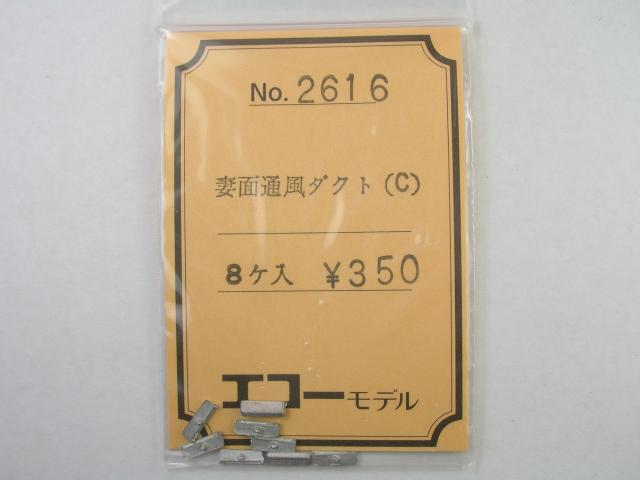 No. 2616
妻面通風ダクト(C)
8ケ入 ¥350
エコーモデル